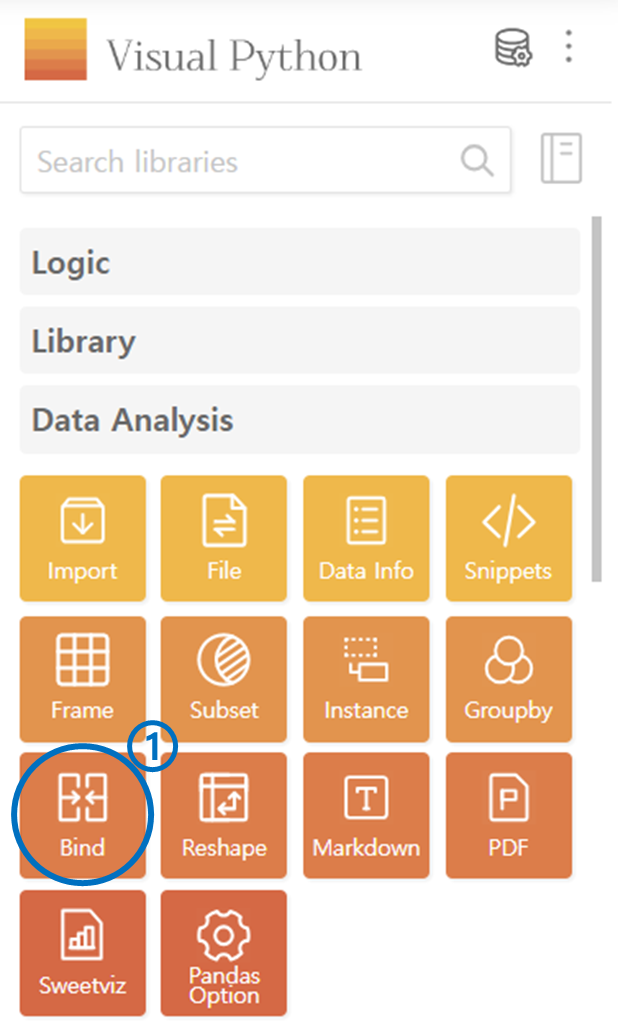 Visual Python
Search libraries
Logic
Library
Data Analysis
Import
File
Data Info
Snippets
Frame
Subset
Instance
Groupby
①
Bind
Reshape
Markdown
PDF
Sweetviz
Pandas
Option